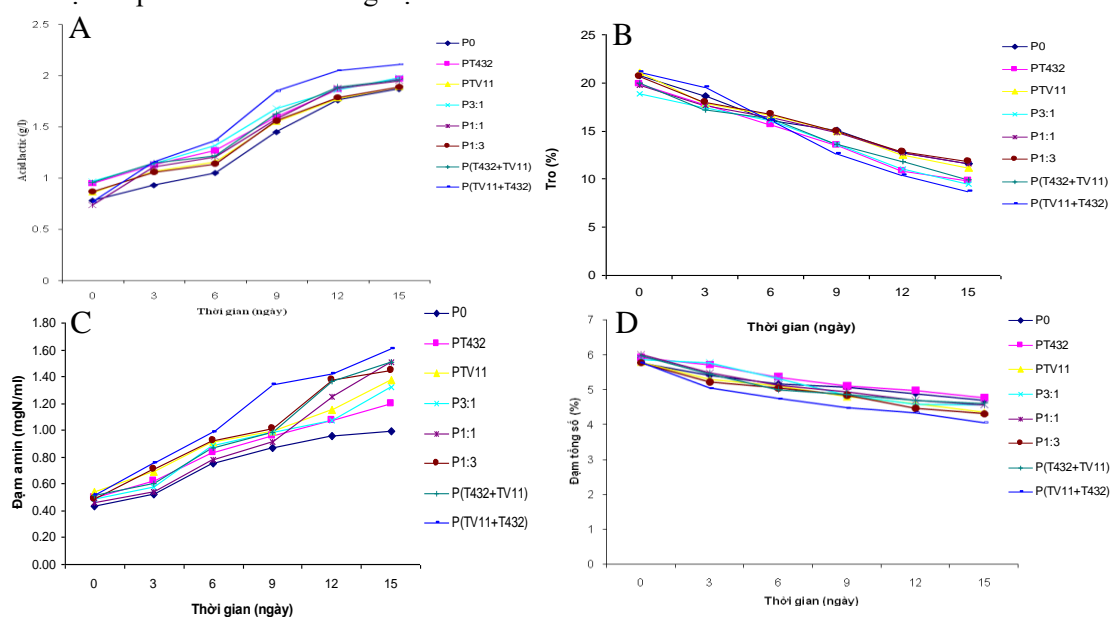 A
Acid lactic (g/l)
2.5
2
1.5
1
0.5
0
0 3 6 9 12 15
Thời gian (ngày)
P0
PT432
PTV11
P3:1
P1:1
P1:3
P(T432+TV11)
P(TV11+T432)
B
Tro (%)
25
20
15
10
5
0
0 3 6 9 12 15
Thời gian (ngày)
P0
PT432
PTV11
P3:1
P1:1
P1:3
P(T432+TV11)
P(TV11+T432)
C
Đạm amin (mgN/ml)
1.80
1.60
1.40
1.20
1.00
0.80
0.60
0.40
0.20
0.00
0 3 6 9 12 15
Thời gian (ngày)
P0
PT432
PTV11
P3:1
P1:1
P1:3
P(T432+TV11)
P(TV11+T432)
D
Đạm tổng số (%)
7
6
5
4
3
2
1
0
0 3 6 9 12 15
Thời gian (ngày)
P0
PT432
PTV11
P3:1
P1:1
P1:3
P(T432+TV11)
P(TV11+T432)